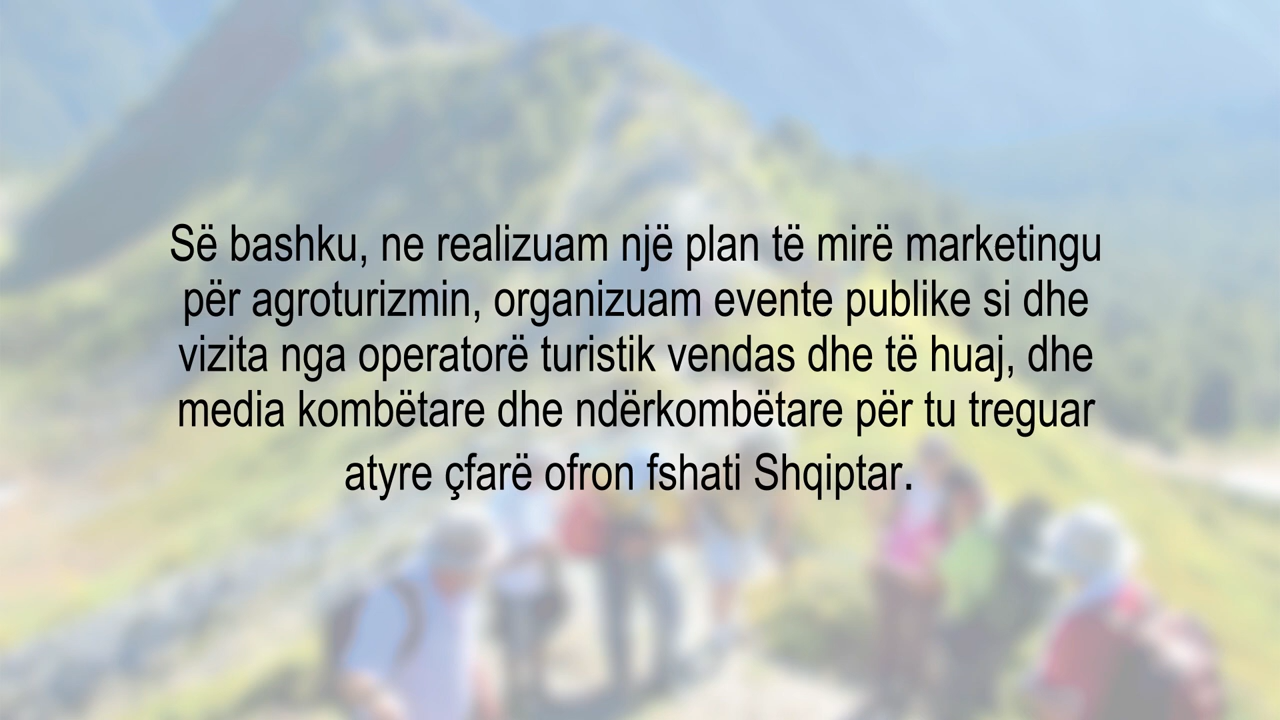 Së bashku, ne realizuam një plan të mirë marketingu
për agroturizmin, organizuam evente publike si dhe
vizita nga operatorë turistik vendas dhe të huaj, dhe
media kombëtare dhe ndërkombëtare për tu treguar
atyre çfarë ofron fshati Shqiptar.